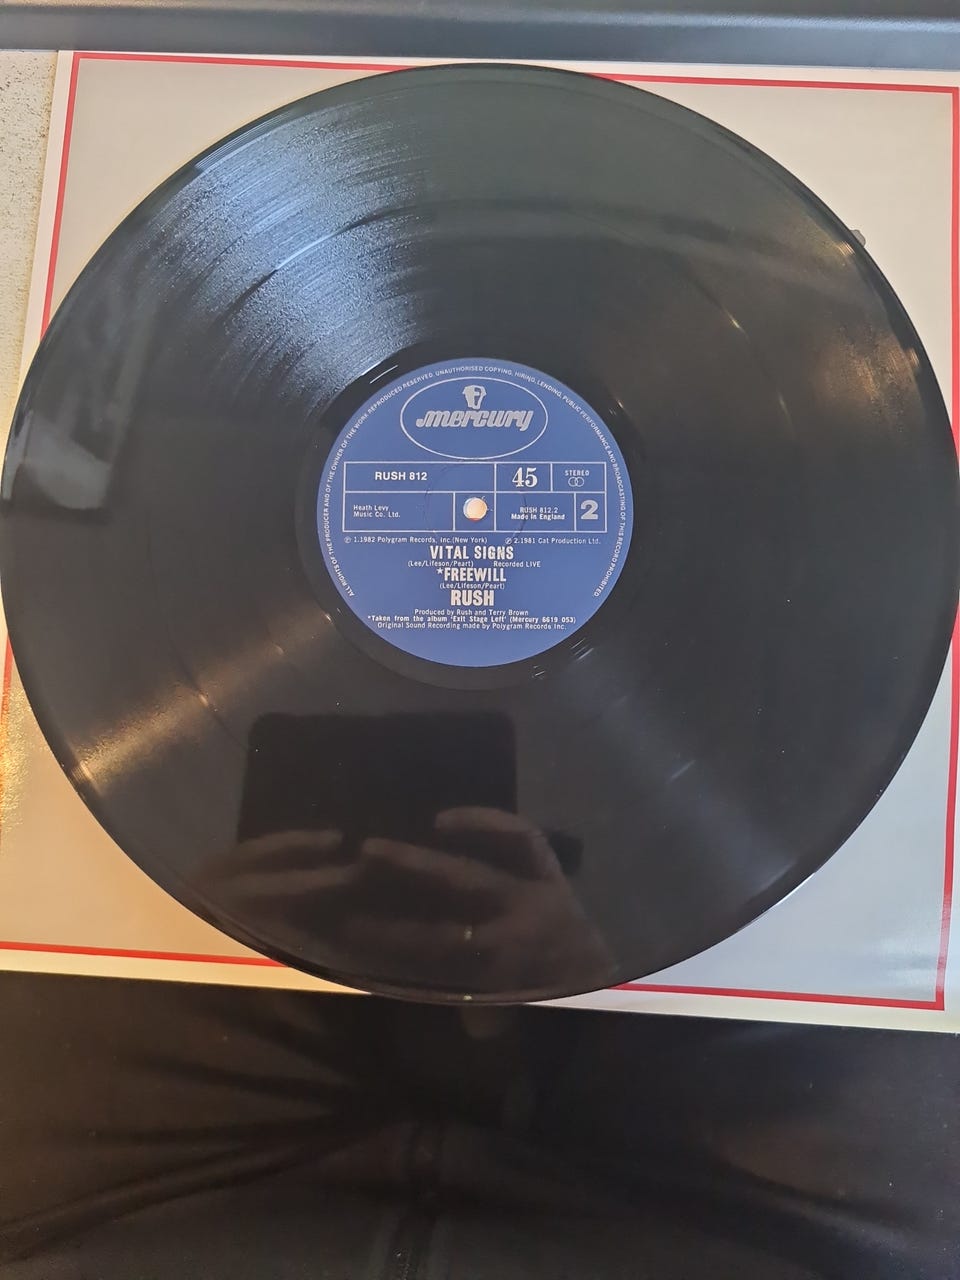 ALL RIGHTS OF THE PRODUCER AND OF THE OWNER OF THE WORK REPRODUCED RESERVED. UNAUTHORISED COPYING, HIRING, LENDING, PUBLIC PERFORMANCE AND BROADCASTING OF THIS RECORD PROHIBITED.
mercury
RUSH 812
45
STEREO
Heath Levy
Music Co. Ltd.
RUSH 812.2
Made in England
2
℗ 1.1982 Polygram Records, Inc.(New York) ℗ 2.1981 Cat Production Ltd.
VITAL SIGNS
(Lee/Lifeson/Peart) Recorded LIVE
*FREEWILL
(Lee/Lifeson/Peart)
RUSH
Produced by Rush and Terry Brown
*Taken from the album 'Exit Stage Left' (Mercury 6619 053)
Original Sound Recording made by Polygram Records Inc.